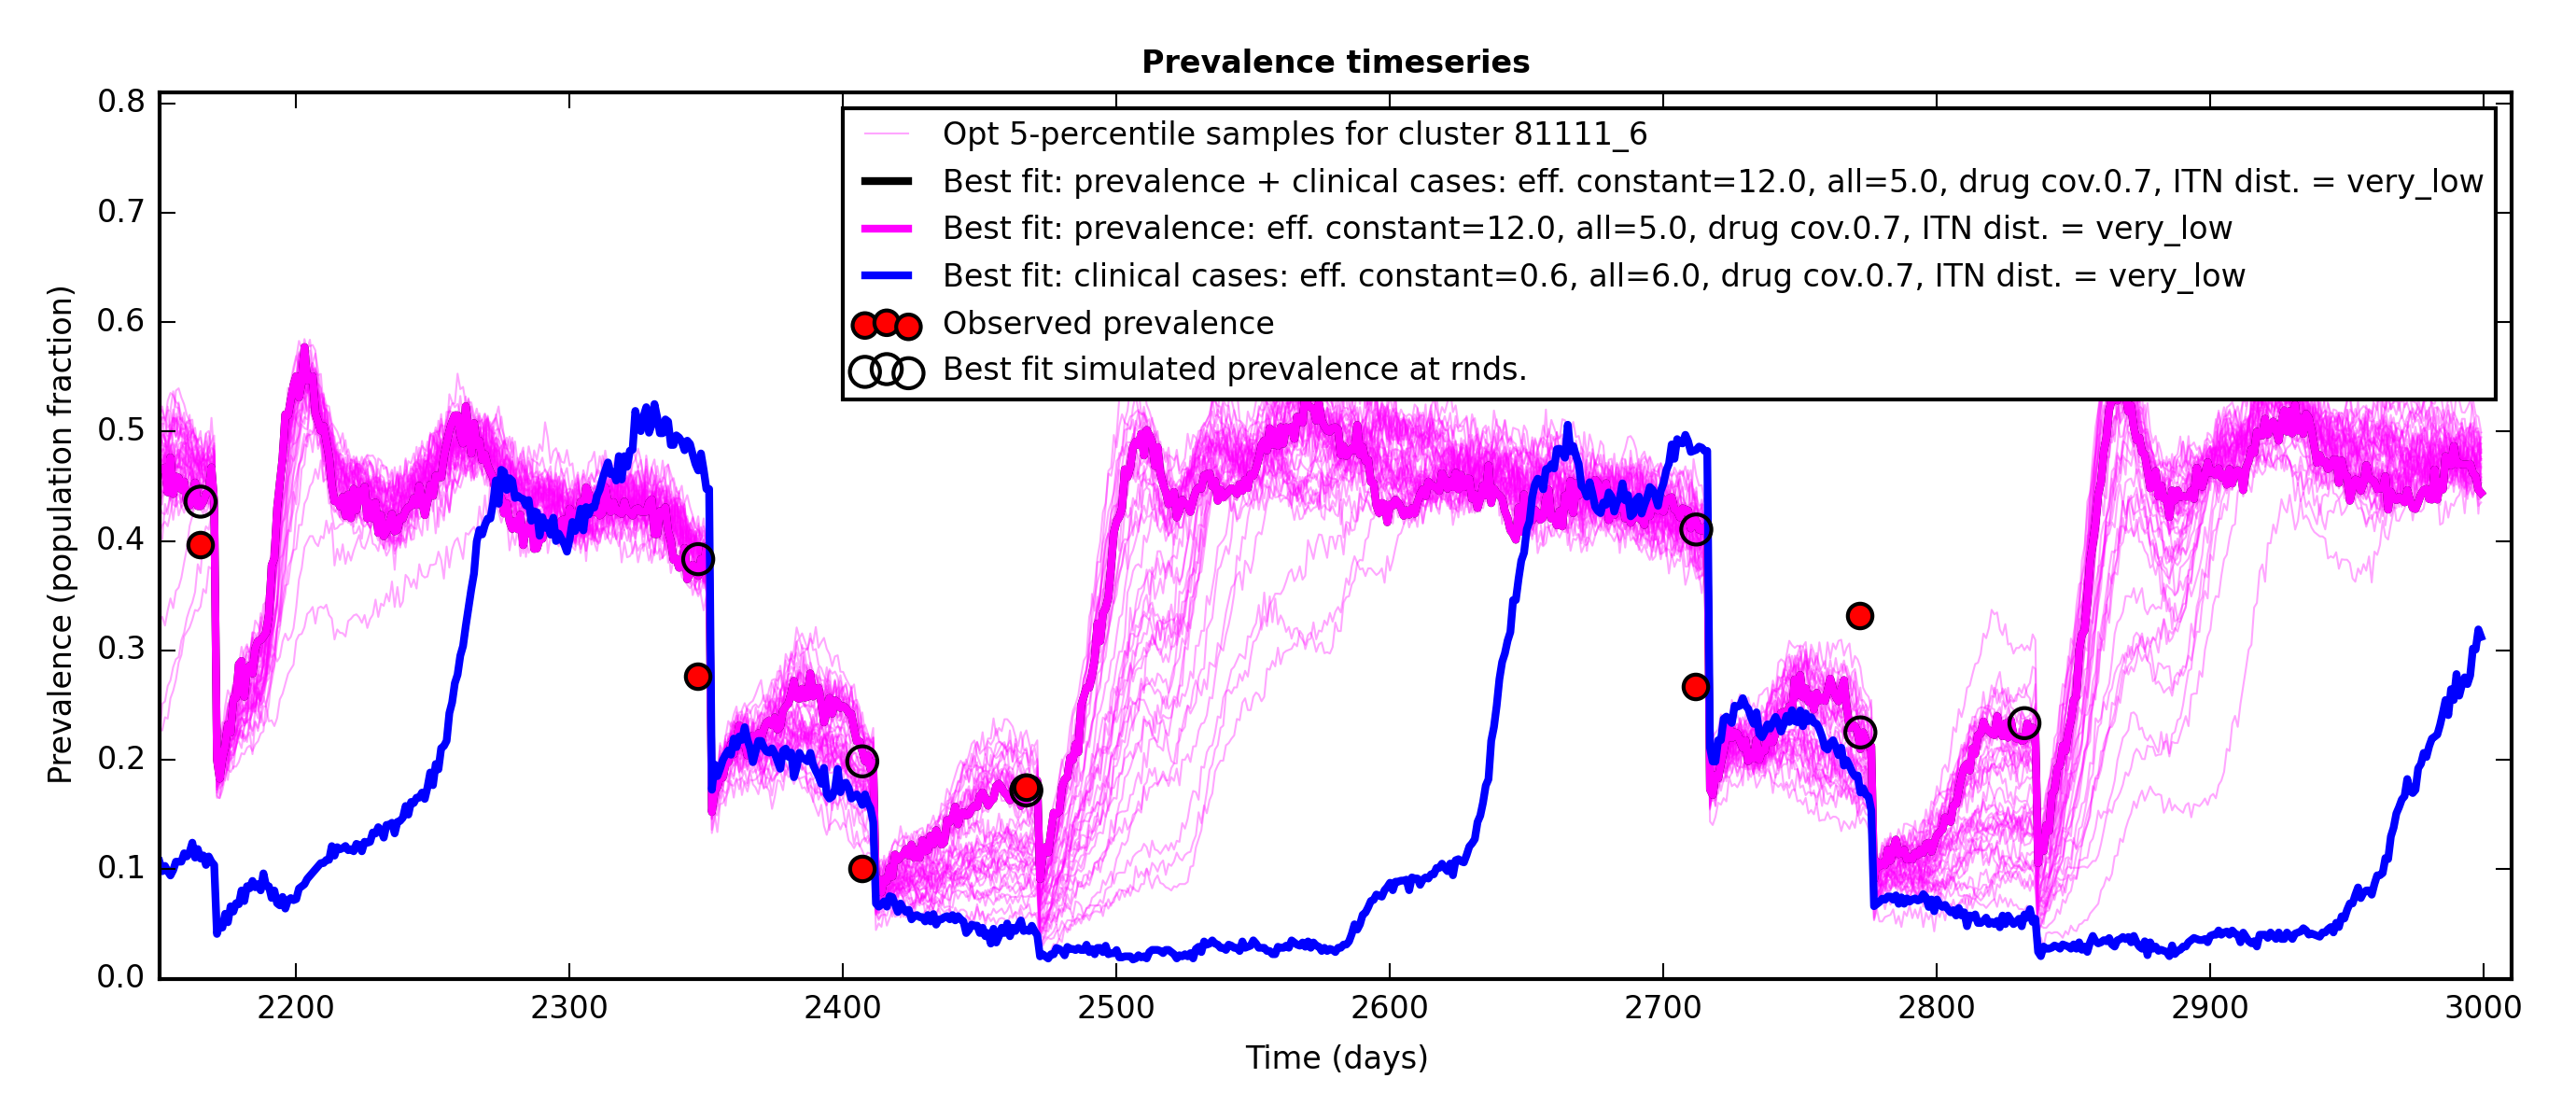 Prevalence timeseries
Prevalence (population fraction)
0.8
0.7
0.6
0.5
0.4
0.3
0.2
0.1
0.0
Opt 5-percentile samples for cluster 81111_6
Best fit: prevalence + clinical cases: eff. constant=12.0, all=5.0, drug cov.0.7, ITN dist. = very_low
Best fit: prevalence: eff. constant=12.0, all=5.0, drug cov.0.7, ITN dist. = very_low
Best fit: clinical cases: eff. constant=0.6, all=6.0, drug cov.0.7, ITN dist. = very_low
Observed prevalence
Best fit simulated prevalence at rnds.
2200 2300 2400 2500 2600 2700 2800 2900 3000
Time (days)